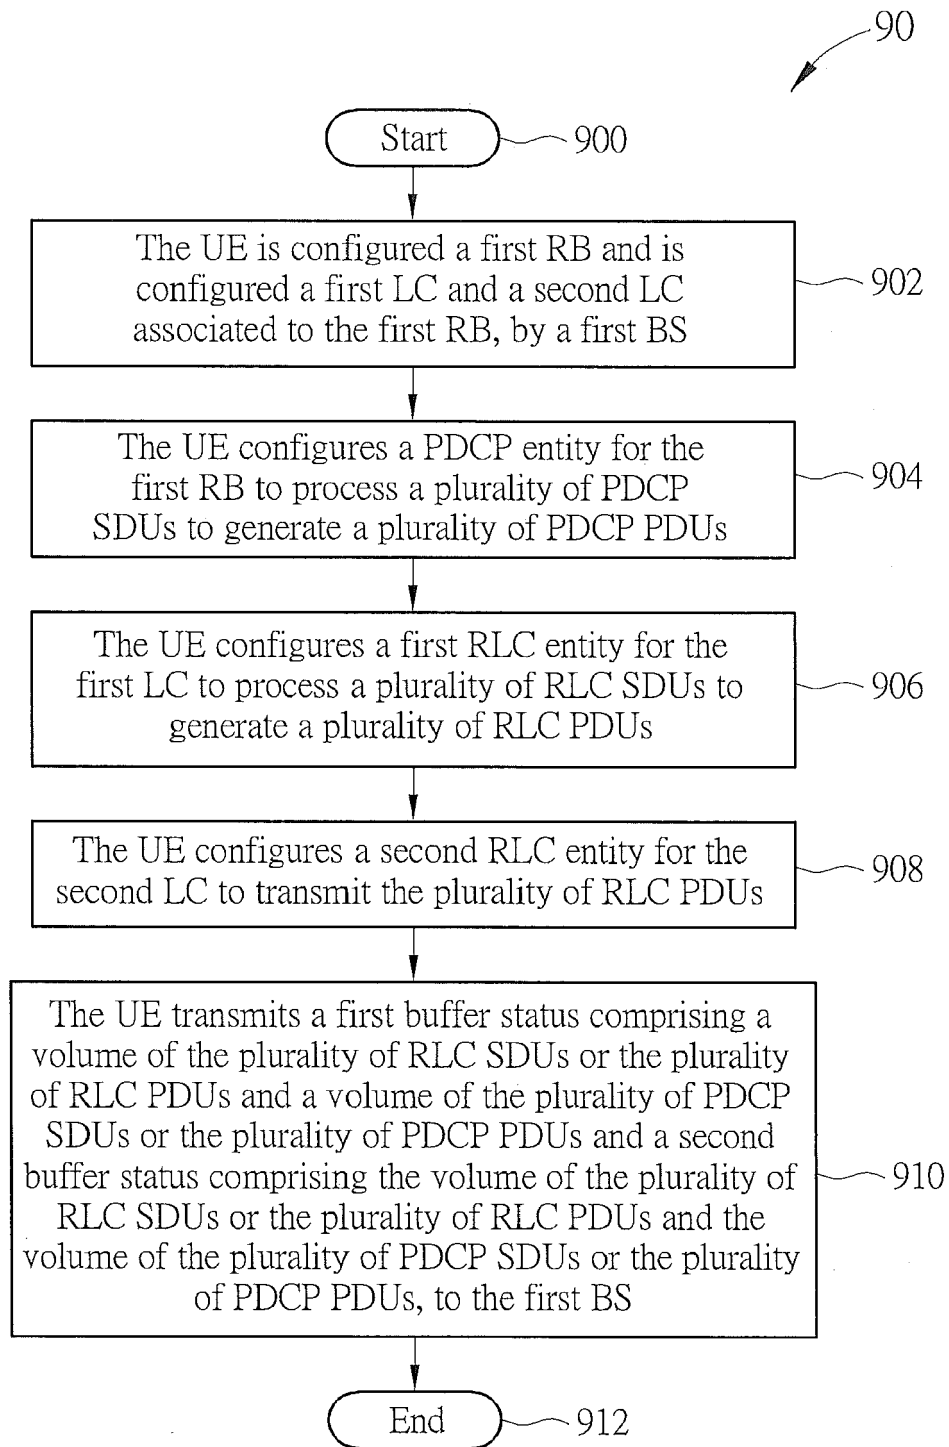 90
Start
900
The UE is configured a first RB and is
configured a first LC and a second LC
associated to the first RB, by a first BS
902
The UE configures a PDCP entity for the
first RB to process a plurality of PDCP
SDUs to generate a plurality of PDCP PDUs
904
The UE configures a first RLC entity for the
first LC to process a plurality of RLC SDUs to
generate a plurality of RLC PDUs
906
The UE configures a second RLC entity for the
second LC to transmit the plurality of RLC PDUs
908
The UE transmits a first buffer status comprising a
volume of the plurality of RLC SDUs or the plurality
of RLC PDUs and a volume of the plurality of PDCP
SDUs or the plurality of PDCP PDUs and a second
buffer status comprising the volume of the plurality of
RLC SDUs or the plurality of RLC PDUs and the
volume of the plurality of PDCP SDUs or the plurality
of PDCP PDUs, to the first BS
910
End
912